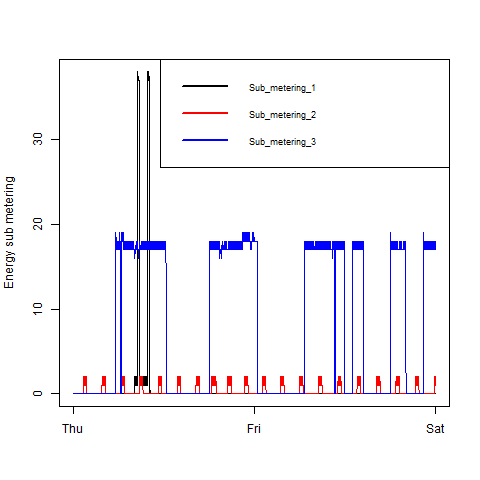 Sub_metering_1
Sub_metering_2
Sub_metering_3
Energy sub metering
30
20
10
0
Thu Fri Sat